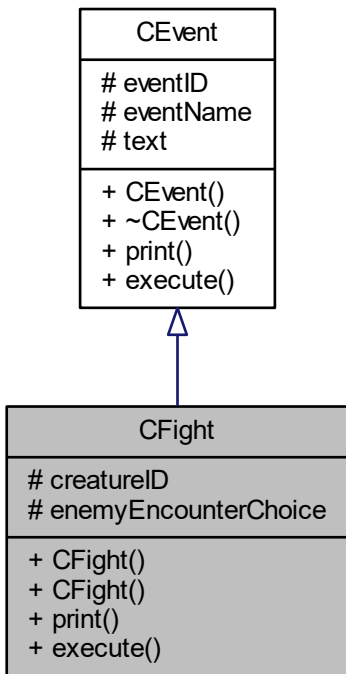 CEvent
# eventID
# eventName
# text
+ CEvent()
+ ~CEvent()
+ print()
+ execute()
CFight
# creatureID
# enemyEncounterChoice
+ CFight()
+ CFight()
+ print()
+ execute()